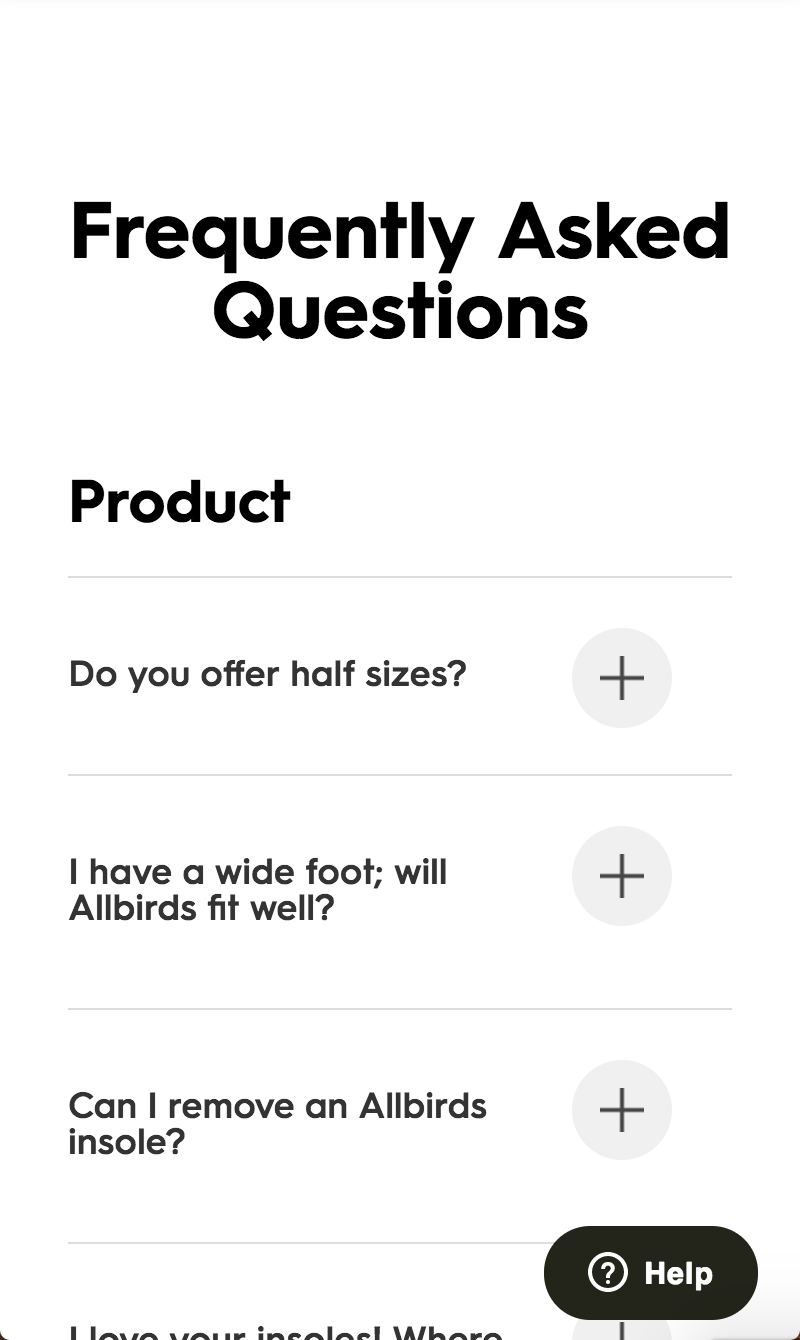 Frequently Asked
Questions
Product
Do you offer half sizes?
I have a wide foot; will
Allbirds fit well?
Can I remove an Allbirds
insole?
Help
I love your insoles! Where